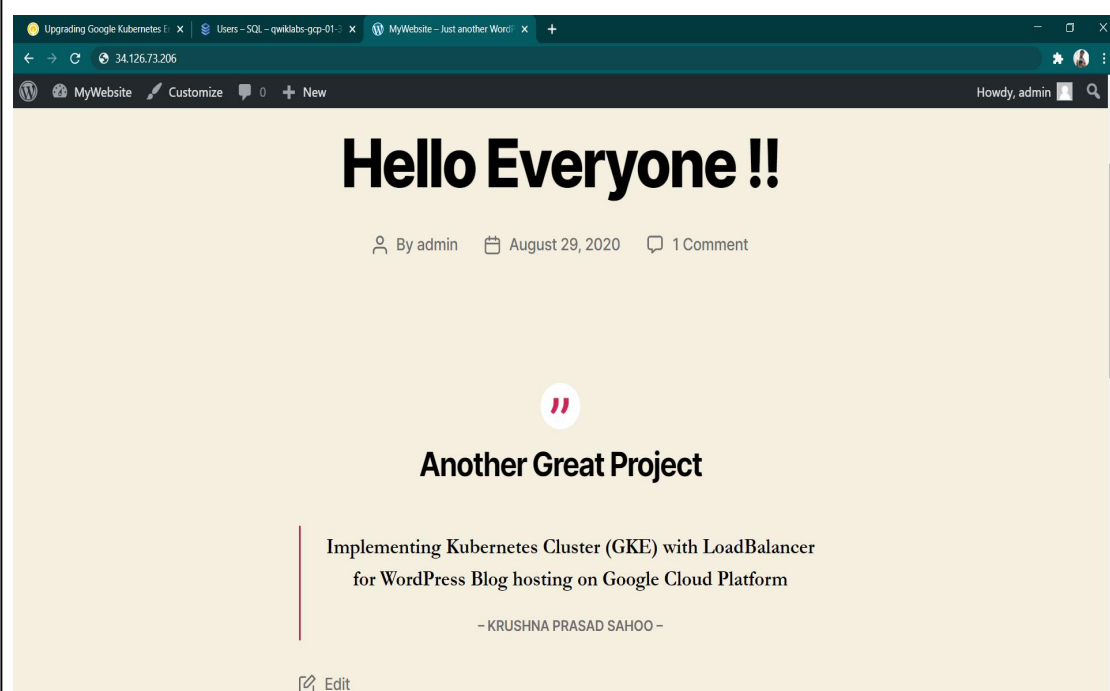 Upgrading Google Kubernetes E
Users – SQL – qwiklabs-gcp-01-3
MyWebsite – Just another WordP
34.126.73.206
MyWebsite Customize 0 New
Howdy, admin
Hello Everyone !!
By admin August 29, 2020 1 Comment
"
Another Great Project
Implementing Kubernetes Cluster (GKE) with LoadBalancer
for WordPress Blog hosting on Google Cloud Platform
– KRUSHNA PRASAD SAHOO –
Edit